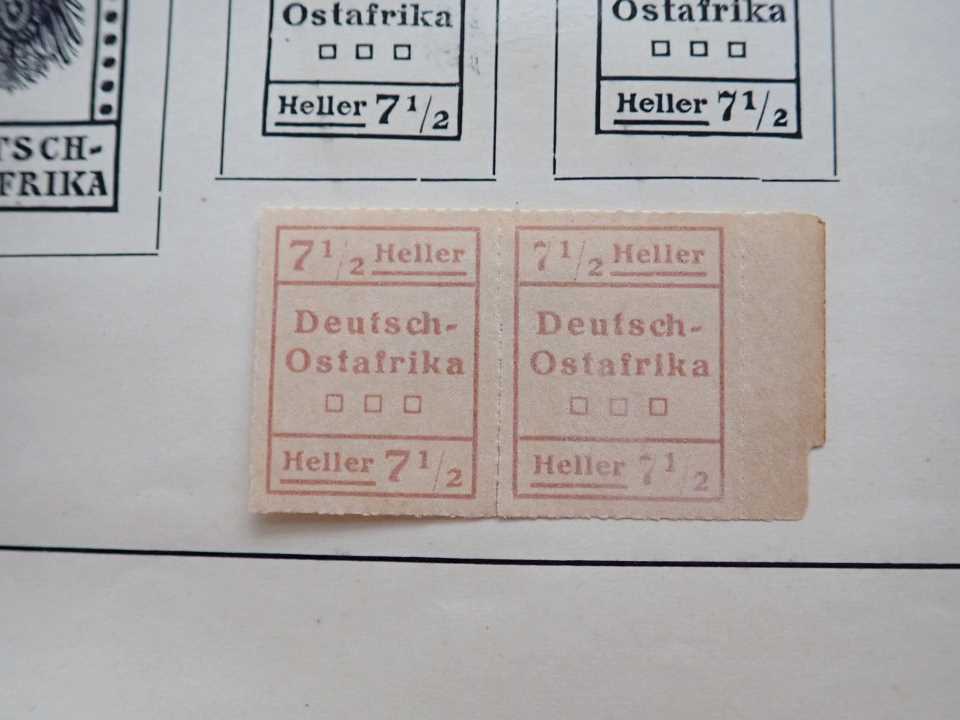 TSCH-
FRIKA
Ostafrika
Heller 7 1/2
Ostafrika
Heller 7 1/2
7 1/2 Heller
Deutsch-
Ostafrika
Heller 7 1/2
7 1/2 Heller
Deutsch-
Ostafrika
Heller 7 1/2